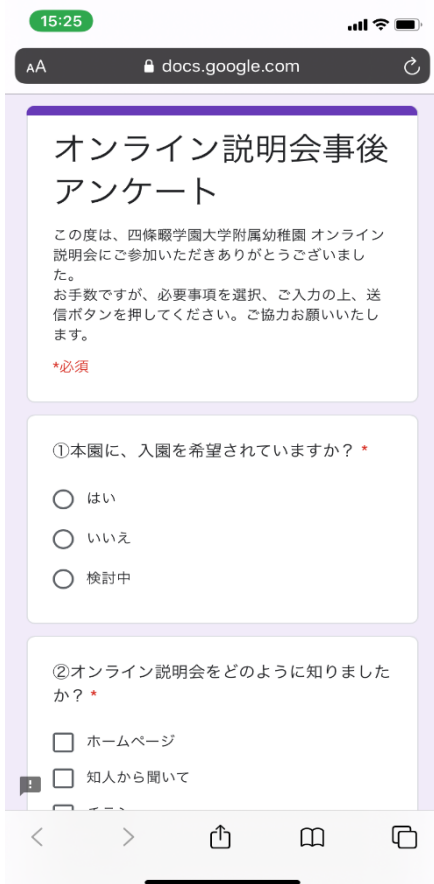 15:25
AA docs.google.com
オンライン説明会事後
アンケート
この度は、四條畷学園大学附属幼稚園 オンライン
説明会にご参加いただきありがとうございまし
た。
お手数ですが、必要事項を選択、ご入力の上、送
信ボタンを押してください。ご協力お願いいたし
ます。
*必須
①本園に、入園を希望されていますか？ *
はい
いいえ
検討中
②オンライン説明会をどのように知りました
か？ *
ホームページ
知人から聞いて